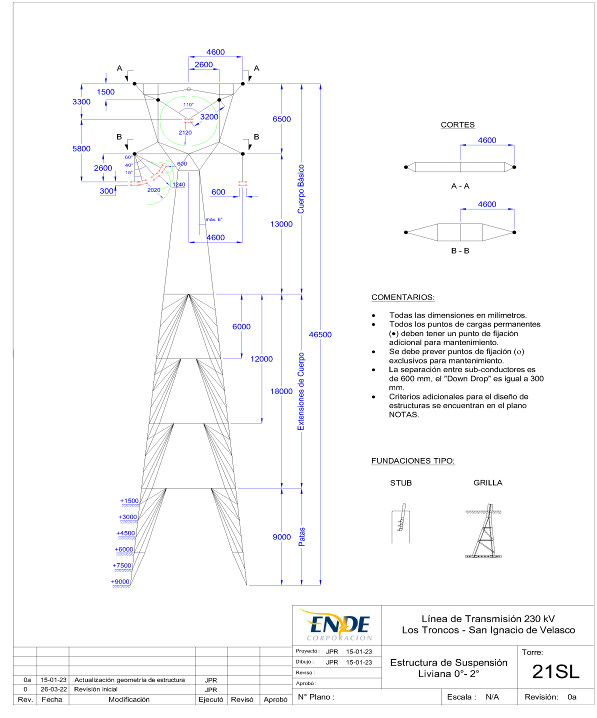 4600
2600
A
A
1500
3300
110°
3200
6500
2120
5800
B
B
60°
40°
15°
2600
600
1240
300
2020
600
máx. 6°
4600
Cuerpo Básico
13000
6000
12000
46500
18000
Extensiones de Cuerpo
+1500
+3000
+4500
+6000
+7500
+9000
9000
Patas
CORTES
4600
A - A
4600
B - B
COMENTARIOS:
• Todas las dimensiones en milímetros.
• Todos los puntos de cargas permanentes
(●) deben tener un punto de fijación
adicional para mantenimiento.
• Se debe prever puntos de fijación (o)
exclusivos para mantenimiento.
• La separación entre sub-conductores es
de 600 mm, el "Down Drop" es igual a 300
mm.
• Criterios adicionales para el diseño de
estructuras se encuentran en el plano
NOTAS.
FUNDACIONES TIPO:
STUB
GRILLA
ENDE
CORPORACION
Línea de Transmisión 230 kV
Los Troncos - San Ignacio de Velasco
Proyecto : JPR 15-01-23
Dibujo : JPR 15-01-23
Revisó :
Aprobó :
Estructura de Suspensión
Liviana 0°- 2°
Torre:
21SL
0a 15-01-23 Actualización geometría de estructura JPR
0 26-03-22 Revisión inicial JPR
Rev. Fecha Modificación Ejecutó Revisó Aprobó
N° Plano :
Escala : N/A
Revisión: 0a